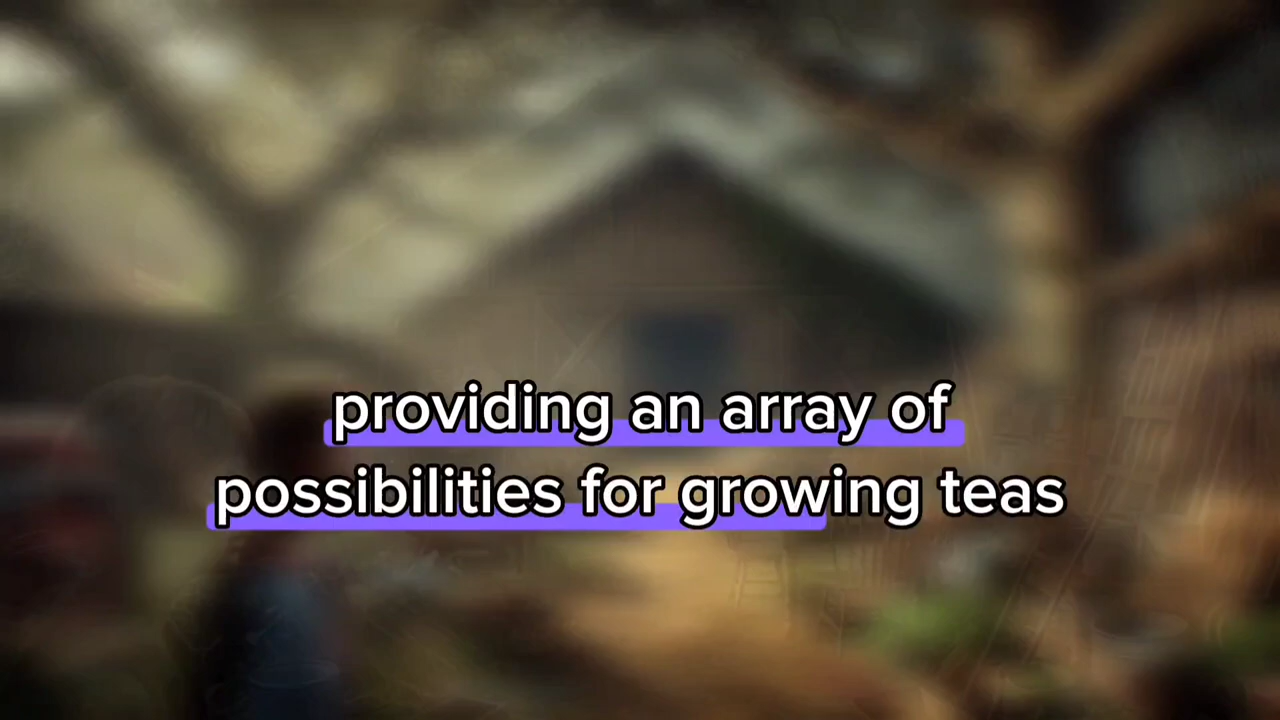 providing an array of
possibilities for growing teas